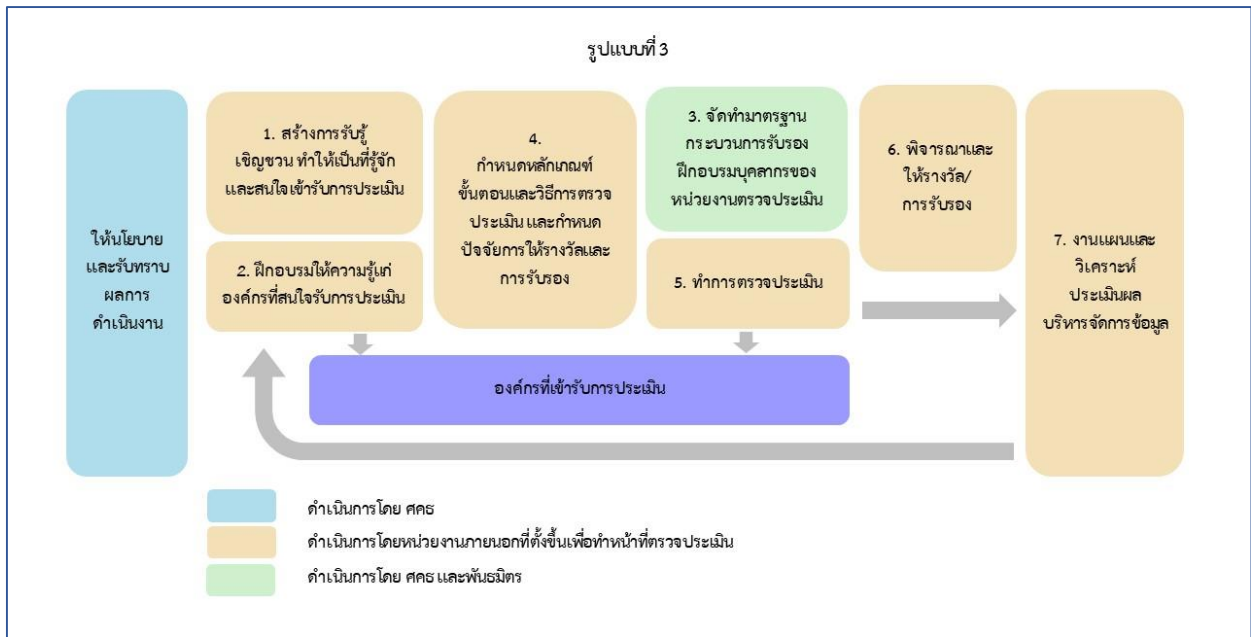 รูปแบบที่ 3
ให้นโยบาย
และรับทราบ
ผลการ
ดำเนินงาน
1. สร้างการรับรู้
เชิญชวน ทำให้เป็นที่รู้จัก
และสนใจเข้ารับการประเมิน
2. ฝึกอบรมให้ความรู้แก่
องค์กรที่สนใจรับการประเมิน
4.
กำหนดหลักเกณฑ์
ขั้นตอนและวิธีการตรวจ
ประเมิน และกำหนด
ปัจจัยการให้รางวัลและ
การรับรอง
3. จัดทำมาตรฐาน
กระบวนการรับรอง
ฝึกอบรมบุคลากรของ
หน่วยงานตรวจประเมิน
5. ทำการตรวจประเมิน
6. พิจารณาและ
ให้รางวัล/
การรับรอง
7. งานแผนและ
วิเคราะห์
ประเมินผล
บริหารจัดการข้อมูล
องค์กรที่เข้ารับการประเมิน
ดำเนินการโดย ศคธ
ดำเนินการโดยหน่วยงานภายนอกที่ตั้งขึ้นเพื่อทำหน้าที่ตรวจประเมิน
ดำเนินการโดย ศคธ และพันธมิตร